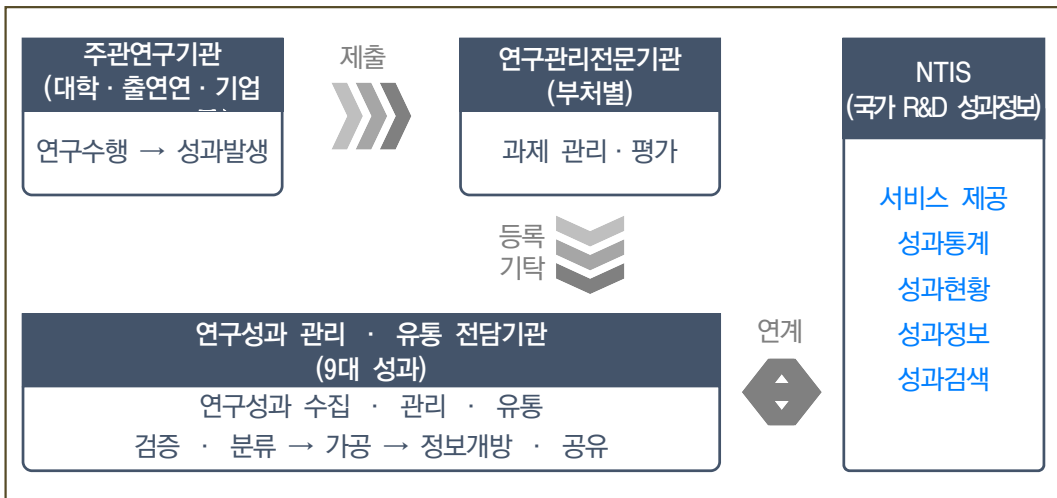 주관연구기관
(대학 · 출연연 · 기업
연구수행 → 성과발생
제출
연구관리전문기관
(부처별)
과제 관리 · 평가
등록
기탁
연구성과 관리 · 유통 전담기관
(9대 성과)
연구성과 수집 · 관리 · 유통
검증 · 분류 → 가공 → 정보개방 · 공유
연계
NTIS
(국가 R&D 성과정보)
서비스 제공
성과통계
성과현황
성과정보
성과검색